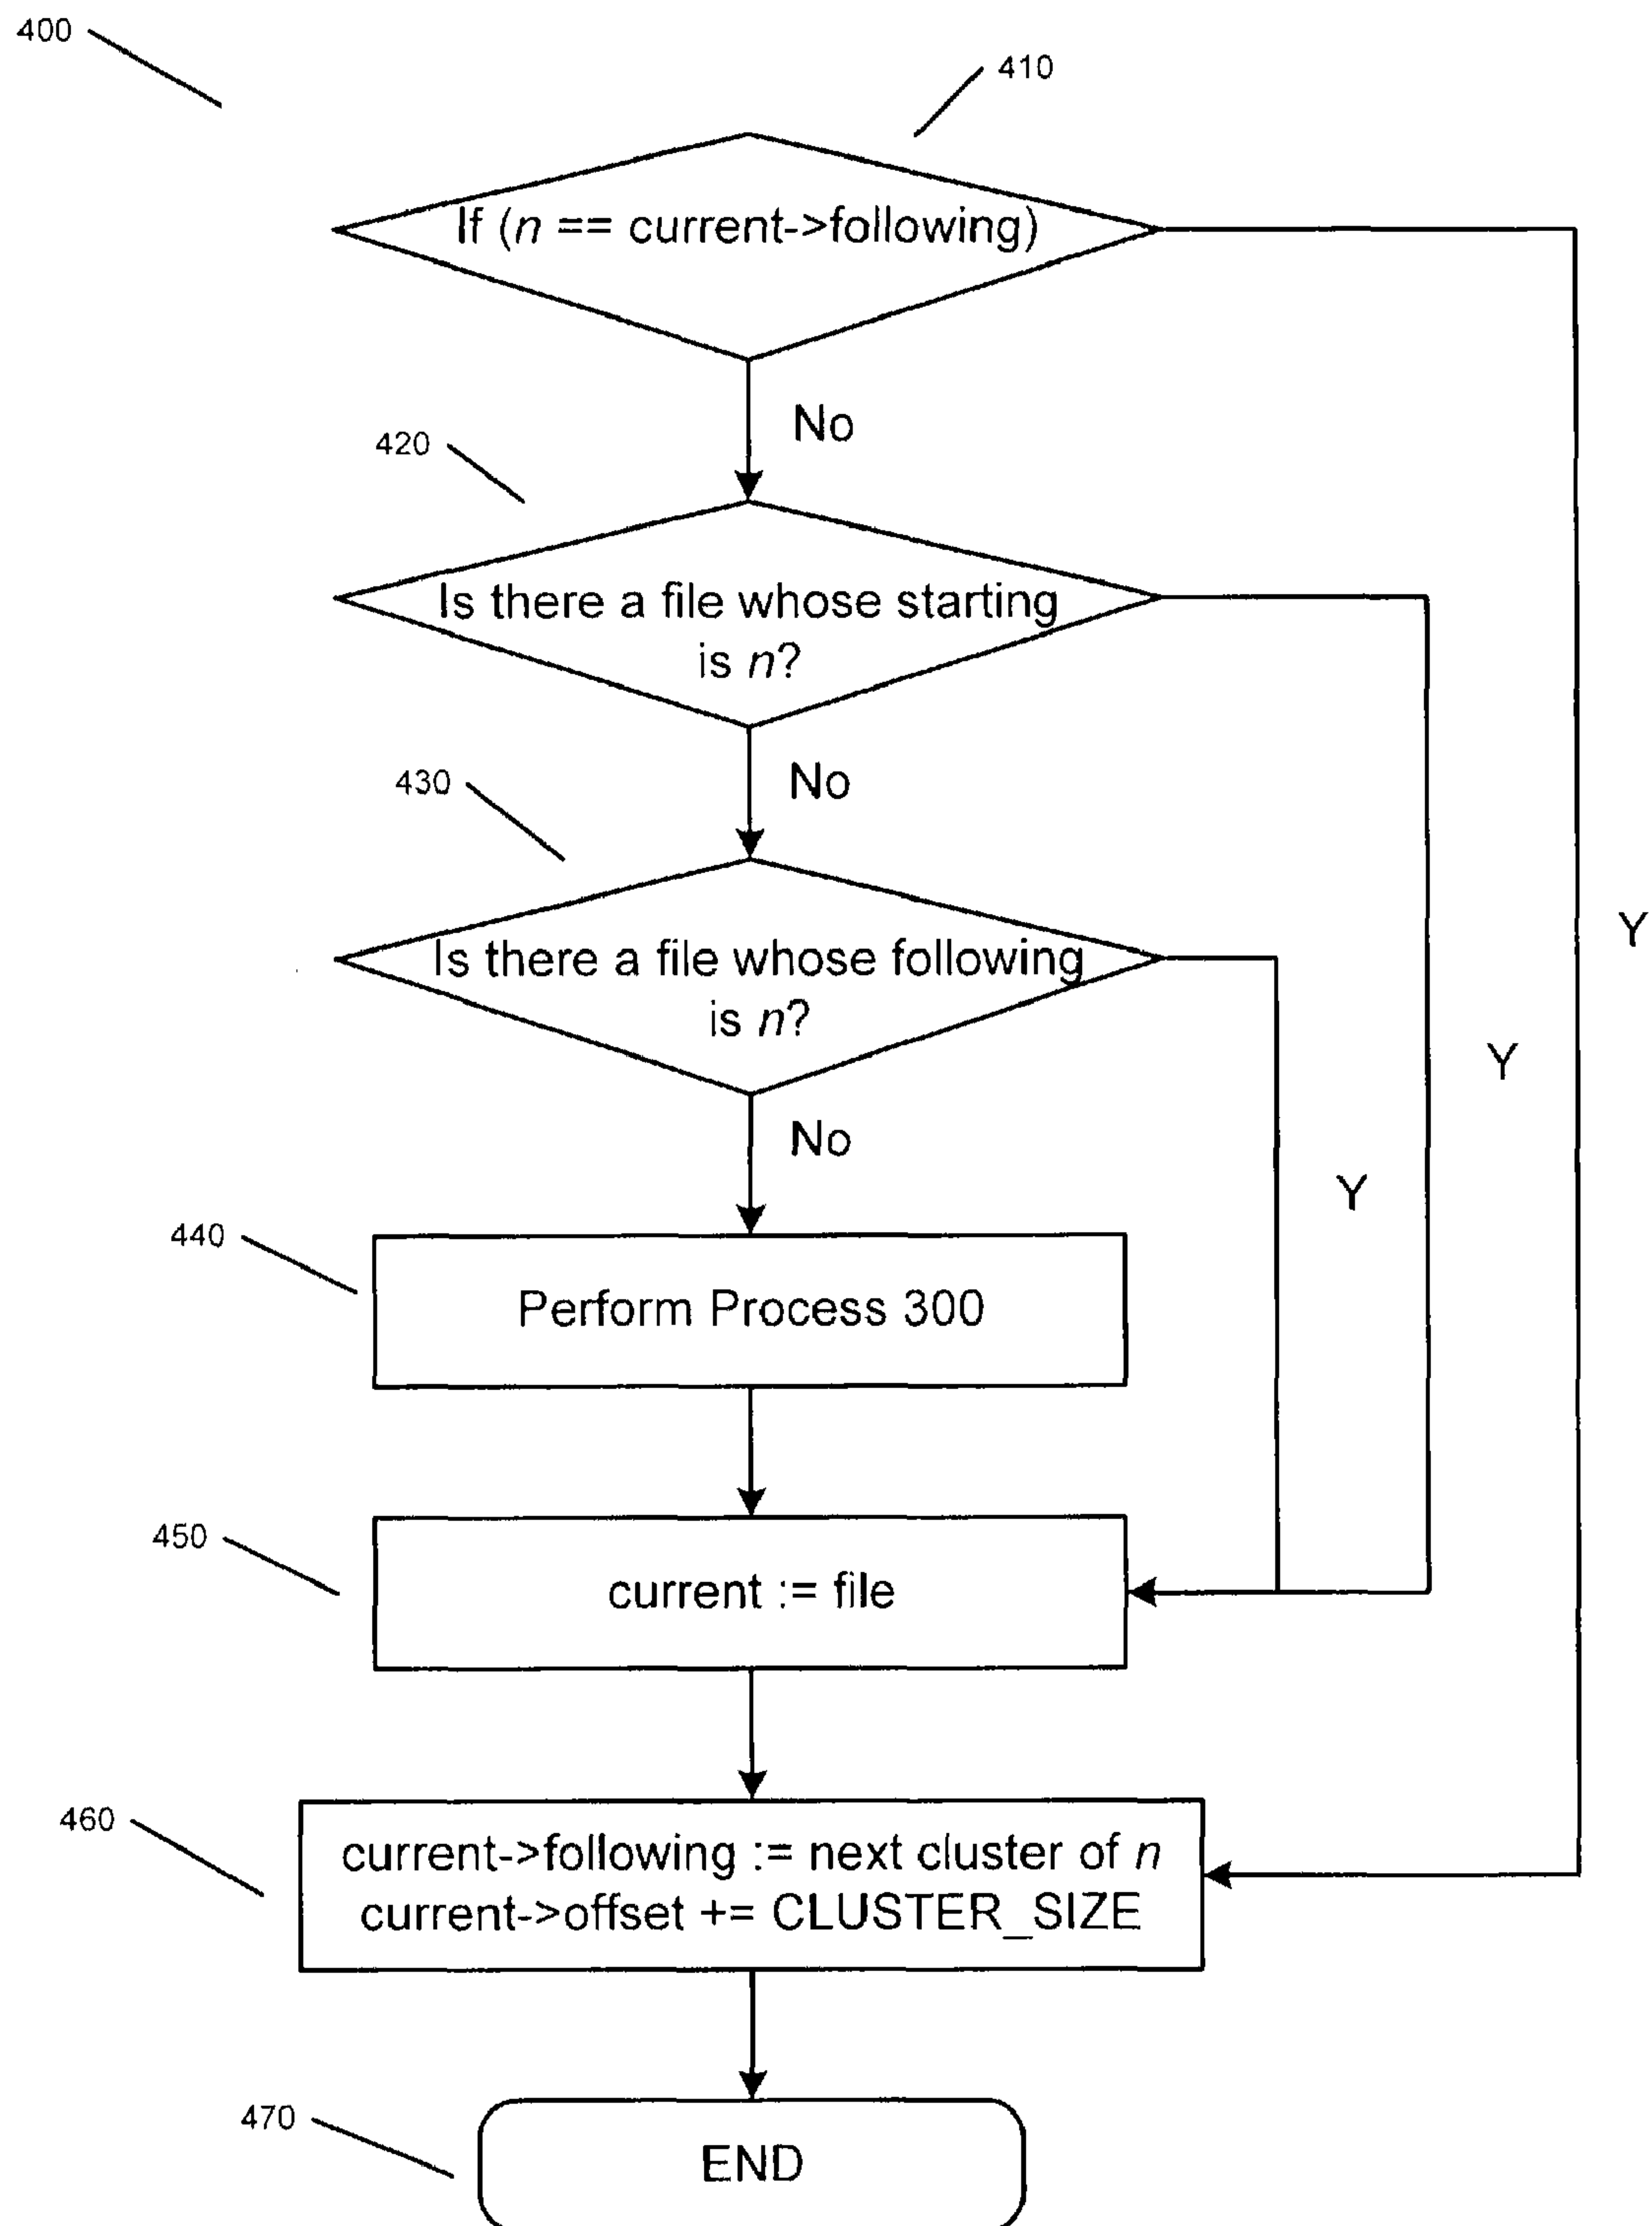 400
410
If (n == current->following)
No
420
Is there a file whose starting
is n?
No
430
Is there a file whose following
is n?
Y
Y
Y
No
440
Perform Process 300
450
current := file
460
current->following := next cluster of n
current->offset += CLUSTER_SIZE
470
END